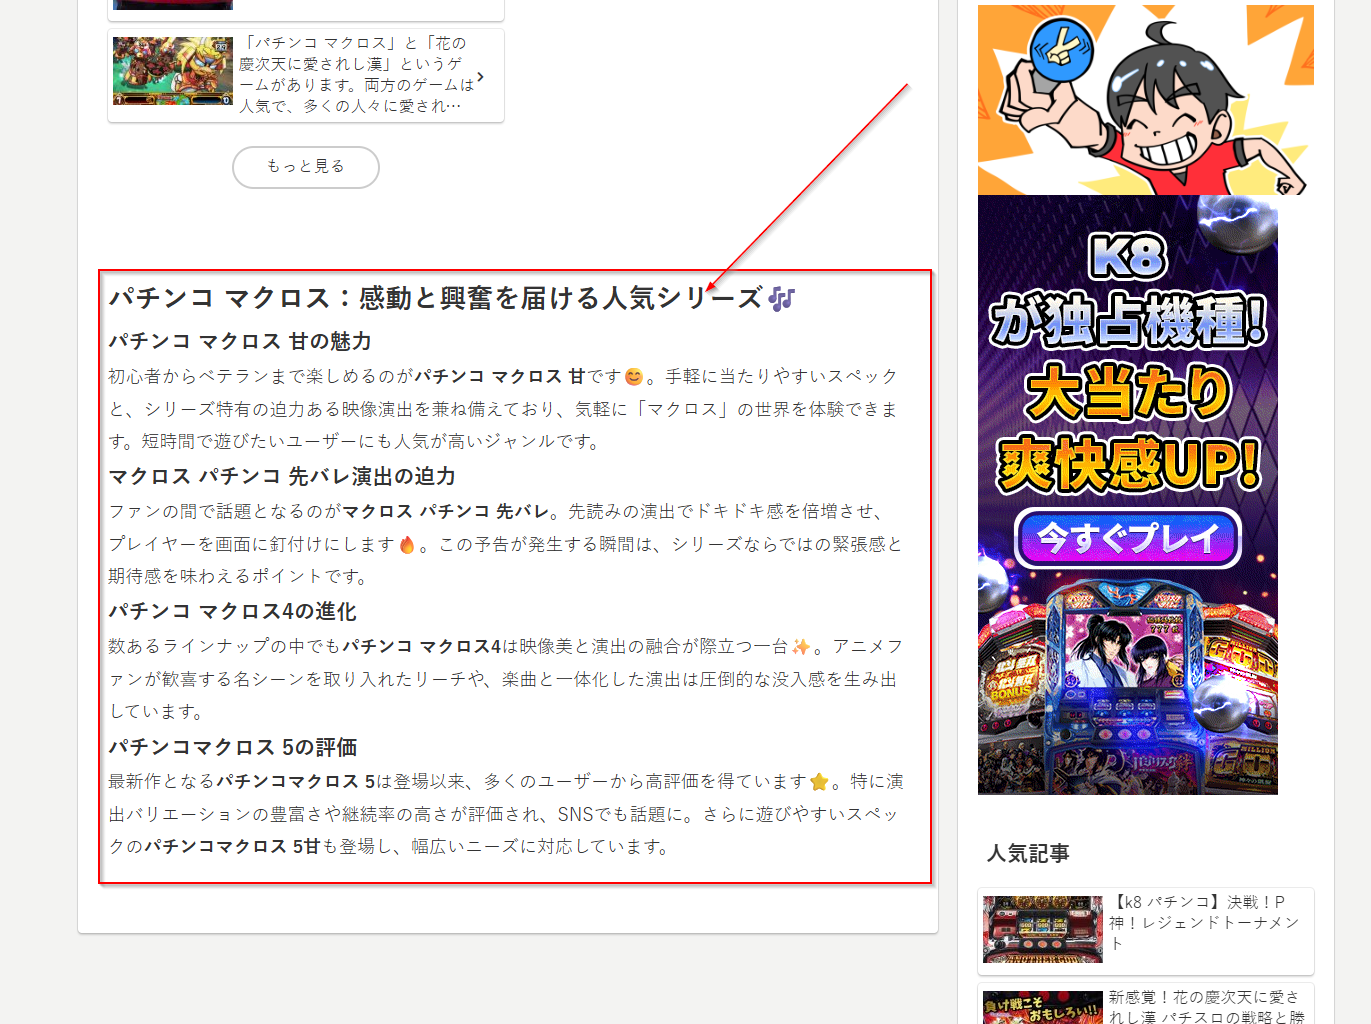 「パチンコ マクロス」と「花の
慶次天に愛されし漢」というゲ
ームがあります。両方のゲームは
人気で、多くの人々に愛され…
もっと見る
パチンコ マクロス：感動と興奮を届ける人気シリーズ🎶
パチンコ マクロス 甘の魅力
初心者からベテランまで楽しめるのがパチンコ マクロス 甘です😊。手軽に当たりやすいスペック
と、シリーズ特有の迫力ある映像演出を兼ね備えており、気軽に「マクロス」の世界を体験できま
す。短時間で遊びたいユーザーにも人気が高いジャンルです。
マクロス パチンコ 先バレ演出の迫力
ファンの間で話題となるのがマクロス パチンコ 先バレ。先読みの演出でドキドキ感を倍増させ、
プレイヤーを画面に釘付けにします🔥。この予告が発生する瞬間は、シリーズならではの緊張感と
期待感を味わえるポイントです。
パチンコ マクロス4の進化
数あるラインナップの中でもパチンコ マクロス4は映像美と演出の融合が際立つ一台✨。アニメフ
ァンが歓喜する名シーンを取り入れたリーチや、楽曲と一体化した演出は圧倒的な没入感を生み出
しています。
パチンコマクロス 5の評価
最新作となるパチンコマクロス 5は登場以来、多くのユーザーから高評価を得ています⭐。特に演
出バリエーションの豊富さや継続率の高さが評価され、SNSでも話題に。さらに遊びやすいスペッ
クのパチンコマクロス 5甘も登場し、幅広いニーズに対応しています。
K8
が独占機種!
大当たり
爽快感UP!
今すぐプレイ
777
BONUS
MILLION
GOD
MILLION
人気記事
【k8 パチンコ】決戦！P
神！レジェンドトーナメン
ト
ANOTHER GOD
新感覚！花の慶次天に愛さ
れし漢 パチスロの戦略と勝
負け戦こそ
おもしろい!!